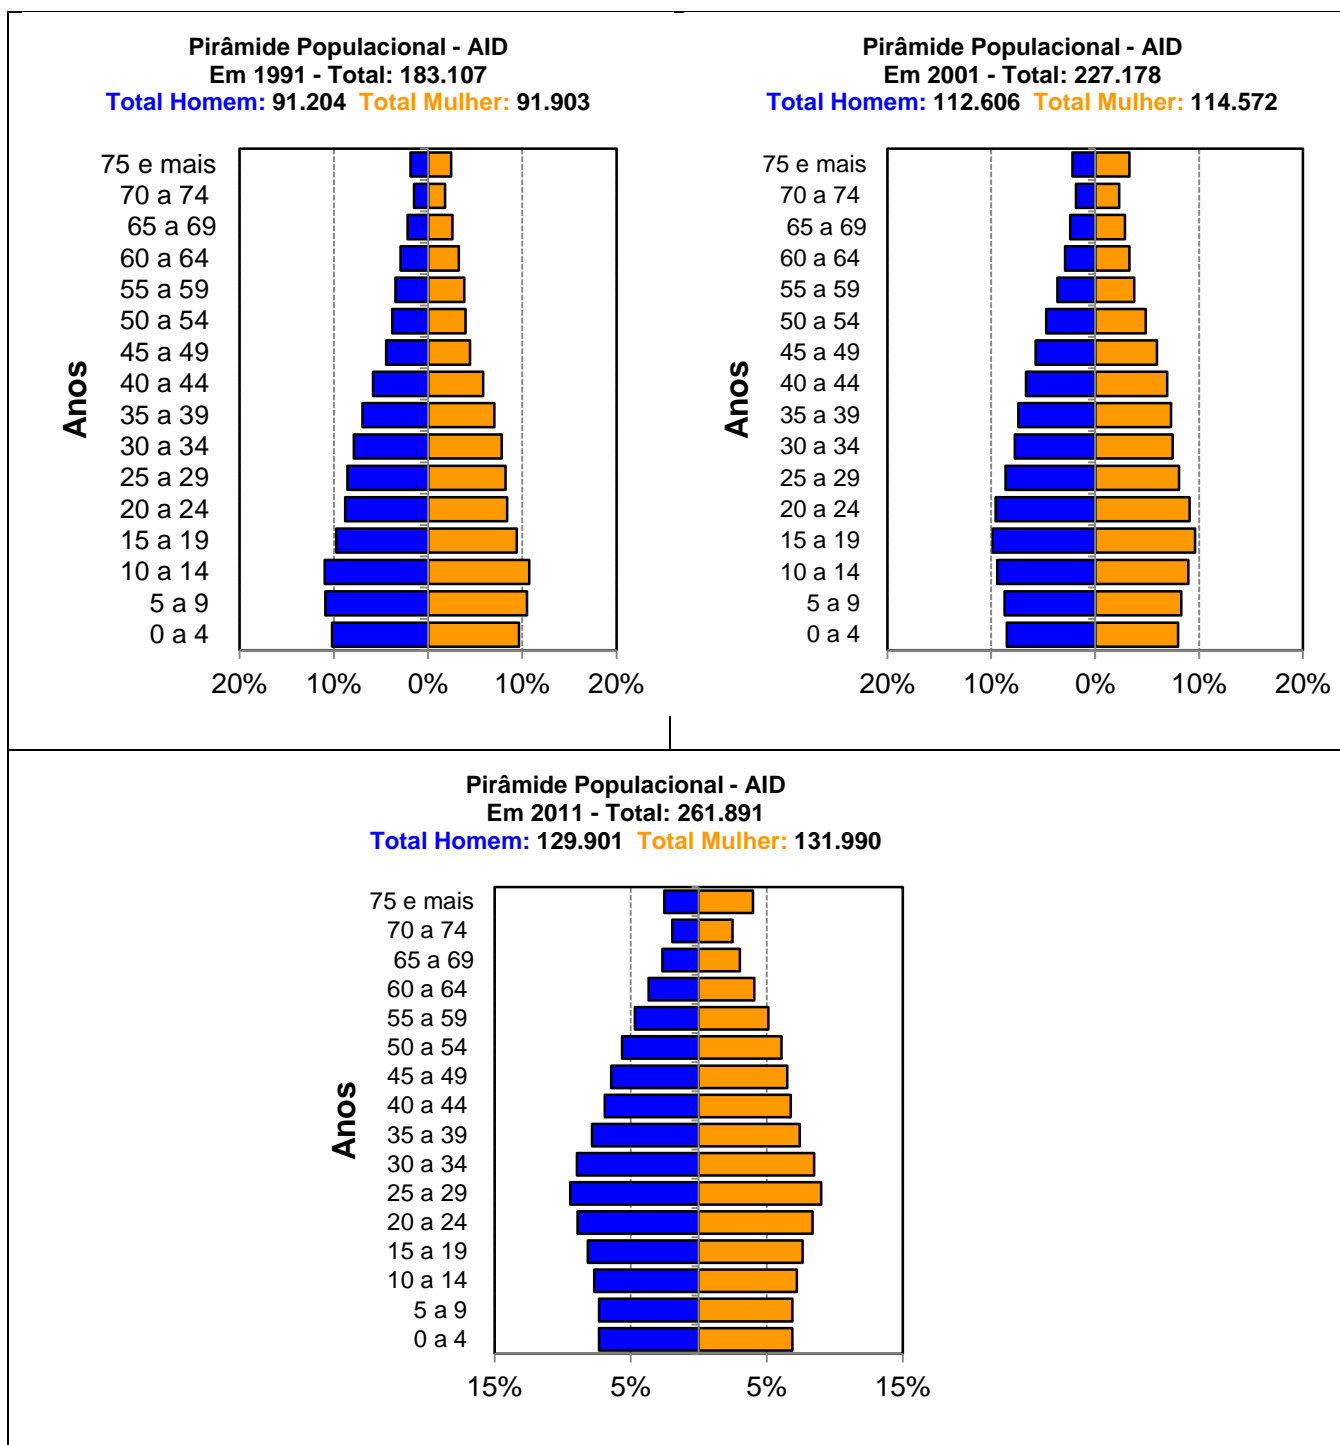 Pirâmide Populacional - AID
Em 1991 - Total: 183.107
Total Homem: 91.204 Total Mulher: 91.903
Anos
75 e mais
70 a 74
65 a 69
60 a 64
55 a 59
50 a 54
45 a 49
40 a 44
35 a 39
30 a 34
25 a 29
20 a 24
15 a 19
10 a 14
5 a 9
0 a 4
20% 10% 0% 10% 20%
Pirâmide Populacional - AID
Em 2001 - Total: 227.178
Total Homem: 112.606 Total Mulher: 114.572
Anos
75 e mais
70 a 74
65 a 69
60 a 64
55 a 59
50 a 54
45 a 49
40 a 44
35 a 39
30 a 34
25 a 29
20 a 24
15 a 19
10 a 14
5 a 9
0 a 4
20% 10% 0% 10% 20%
Pirâmide Populacional - AID
Em 2011 - Total: 261.891
Total Homem: 129.901 Total Mulher: 131.990
Anos
75 e mais
70 a 74
65 a 69
60 a 64
55 a 59
50 a 54
45 a 49
40 a 44
35 a 39
30 a 34
25 a 29
20 a 24
15 a 19
10 a 14
5 a 9
0 a 4
15% 5% 5% 15%